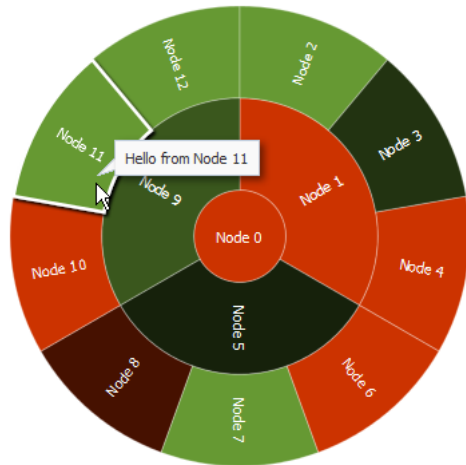 Node 12
Node 2
Node 11
Hello from Node 11
Node 3
Node 9
Node 1
Node 0
Node 10
Node 4
Node 5
Node 8
Node 6
Node 7